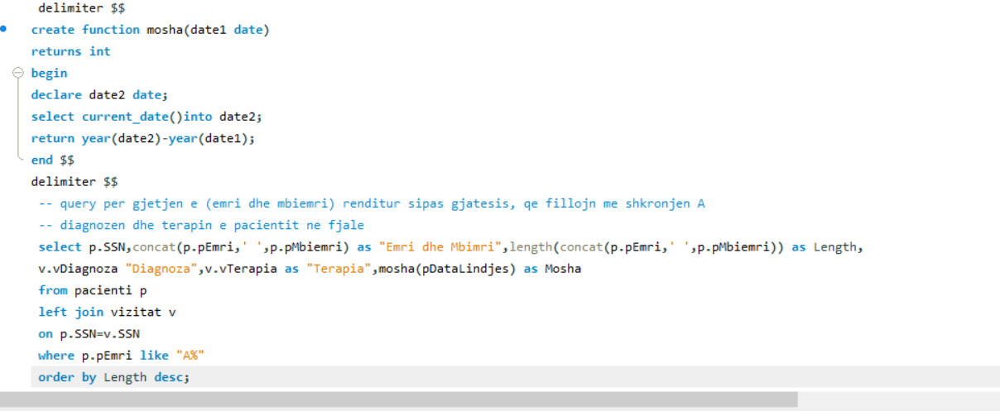 delimiter $$
create function mosha(date1 date)
returns int
begin
declare date2 date;
select current_date()into date2;
return year(date2)-year(date1);
end $$
delimiter $$
-- query per gjetjen e (emri dhe mbiemri) renditur sipas gjatesis, qe fillojn me shkronjen A
-- diagnozen dhe terapin e pacientit ne fjale
select p.SSN,concat(p.pEmri,' ',p.pMbiemri) as "Emri dhe Mbimri",length(concat(p.pEmri,' ',p.pMbiemri)) as Length,
v.vDiagnoza "Diagnoza",v.vTerapia as "Terapia",mosha(pDataLindjes) as Mosha
from pacienti p
left join vizitat v
on p.SSN=v.SSN
where p.pEmri like "A%"
order by Length desc;